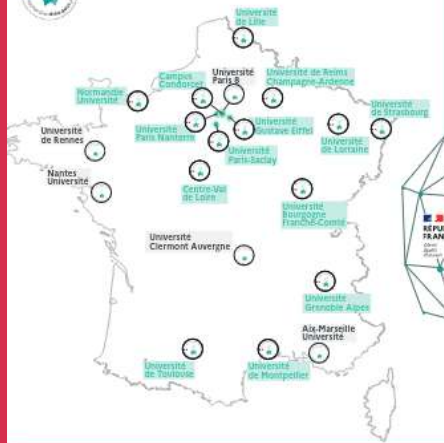 Université
de Lille
Campus
Condorcet
Université
Paris 8
Université de Reims
Champagne-Ardenne
Normandie
Université
Université
de Strasbourg
Université
Paris Nanterre
Université
Gustave Eiffel
Université
de Rennes
Université
de Lorraine
Université
Paris-Saclay
Nantes
Université
Centre-Val
de Loire
Université
Bourgogne
Franche-Comté
RÉPU
FRAN
Université
Clermont Auvergne
Université
Grenoble Alpes
Aix-Marseille
Université
Université
de Toulouse
Université
de Montpellier